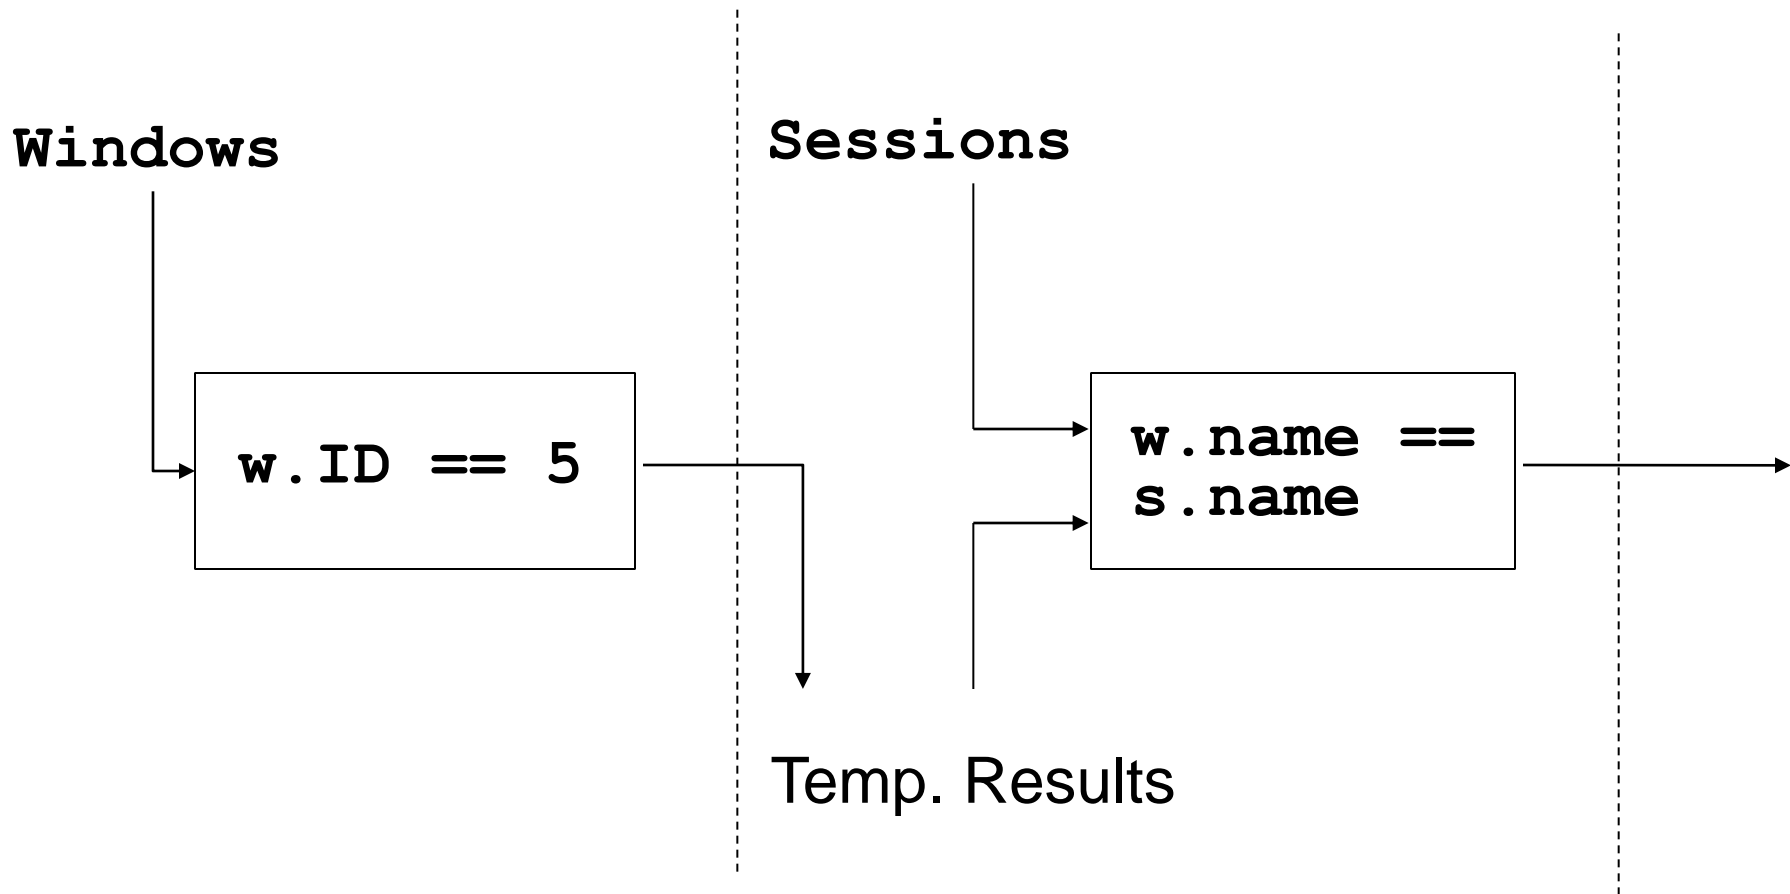 Windows
Sessions
w.ID == 5
w.name ==
s.name
Temp. Results